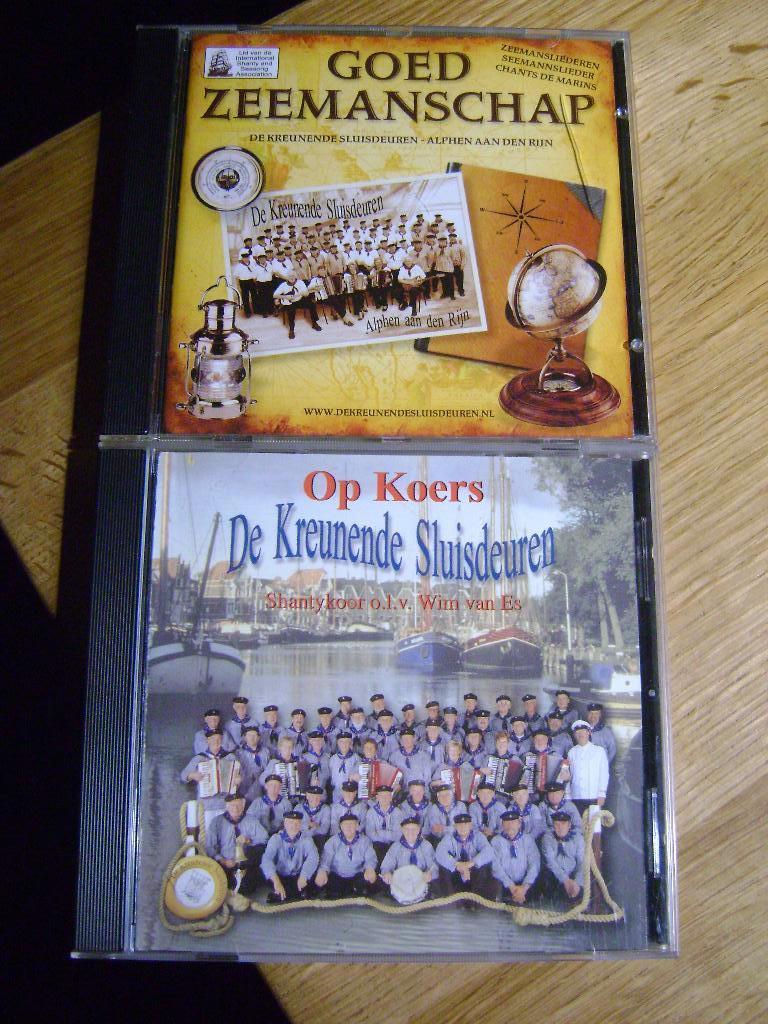 Lid van de
International
Shanty and
Seasong
Association
GOED
ZEEMANSCHAP
ZEEMANSLIEDEREN
SEEMANNSLIEDER
CHANTS DE MARINS
DE KREUNENDE SLUISDEUREN - ALPHEN AAN DEN RIJN
De Kreunende Sluisdeuren
Alphen aan den Rijn
WWW.DEKREUNENDESLUISDEUREN.NL
Op Koers
De Kreunende Sluisdeuren
Shantykoor o.l.v. Wim van Es